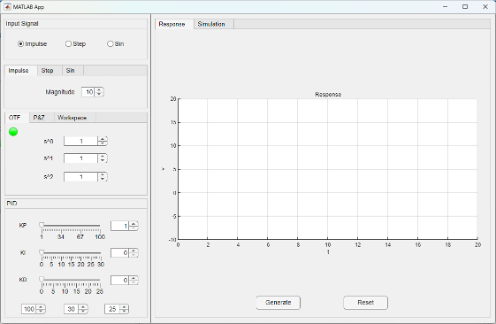 MATLAB App
Input Signal
Impulse Step Sin
Impulse Step Sin
Magnitude 10
OTF P&Z Workspace
s^0 1
s^1 1
s^2 1
PID
KP 1
1 34 67 100
KI 0
0 5 10 15 20 25 30
KD 0
0 5 10 15 20 25
100 30 25
Response Simulation
Response
20
15
10
5
0
-5
-10
0 2 4 6 8 10 12 14 16 18 20
t
Generate Reset